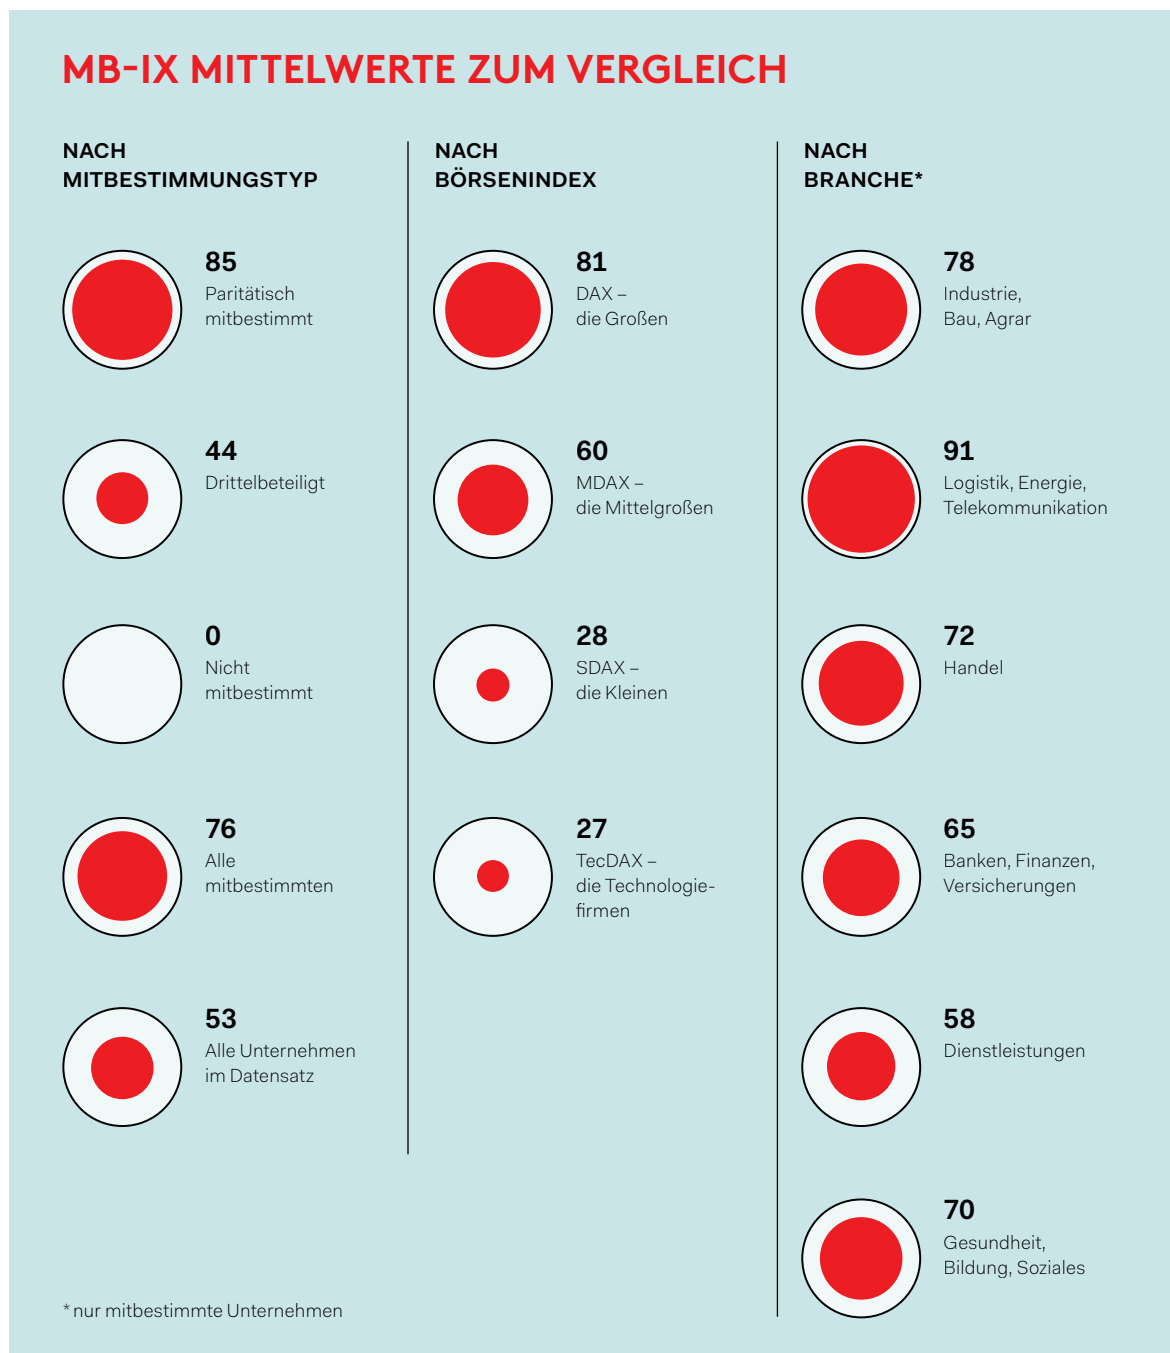 MB-IX MITTELWERTE ZUM VERGLEICH
NACH
MITBESTIMMUNGSTYP
85
Paritätisch
mitbestimmt
44
Drittelbeteiligt
0
Nicht
mitbestimmt
76
Alle
mitbestimmten
53
Alle Unternehmen
im Datensatz
NACH
BÖRSENINDEX
81
DAX –
die Großen
60
MDAX –
die Mittelgroßen
28
SDAX –
die Kleinen
27
TecDAX –
die Technologie-
firmen
NACH
BRANCHE*
78
Industrie,
Bau, Agrar
91
Logistik, Energie,
Telekommunikation
72
Handel
65
Banken, Finanzen,
Versicherungen
58
Dienstleistungen
70
Gesundheit,
Bildung, Soziales
* nur mitbestimmte Unternehmen